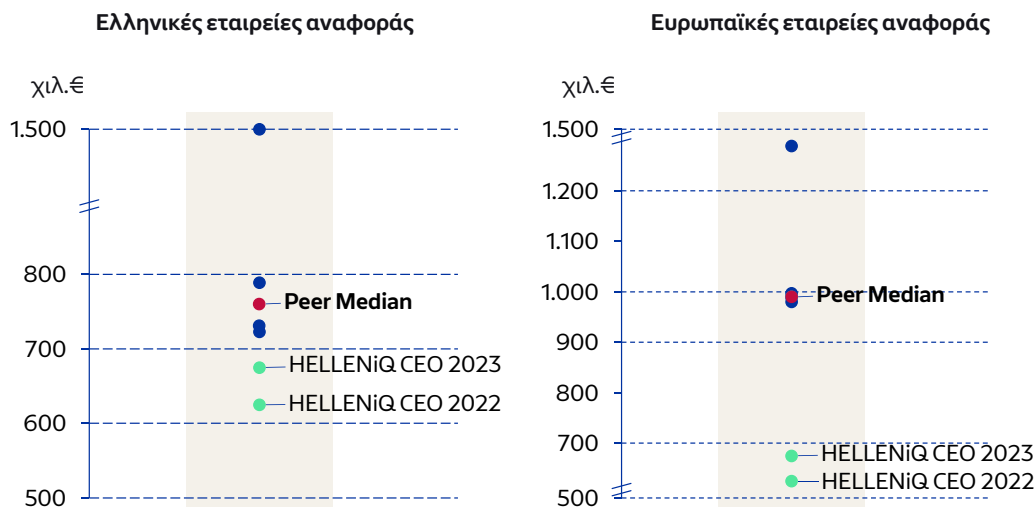 Ελληνικές εταιρείες αναφοράς
χιλ.€
1.500
800
Peer Median
700
HELLENiQ CEO 2023
HELLENiQ CEO 2022
600
500
Ευρωπαϊκές εταιρείες αναφοράς
χιλ.€
1.500
1.200
1.100
1.000
Peer Median
900
800
700
HELLENiQ CEO 2023
HELLENiQ CEO 2022
500